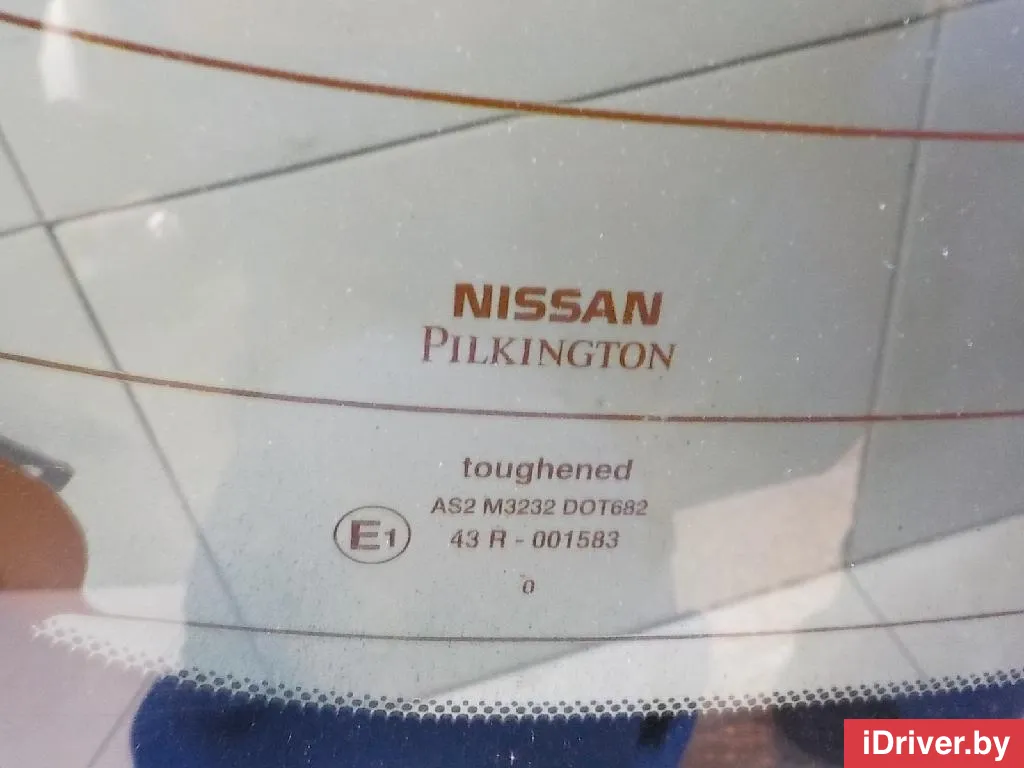 NISSAN
PILKINGTON
toughened
AS2 M3232 DOT682
E1 43 R - 001583
0
iDriver.by